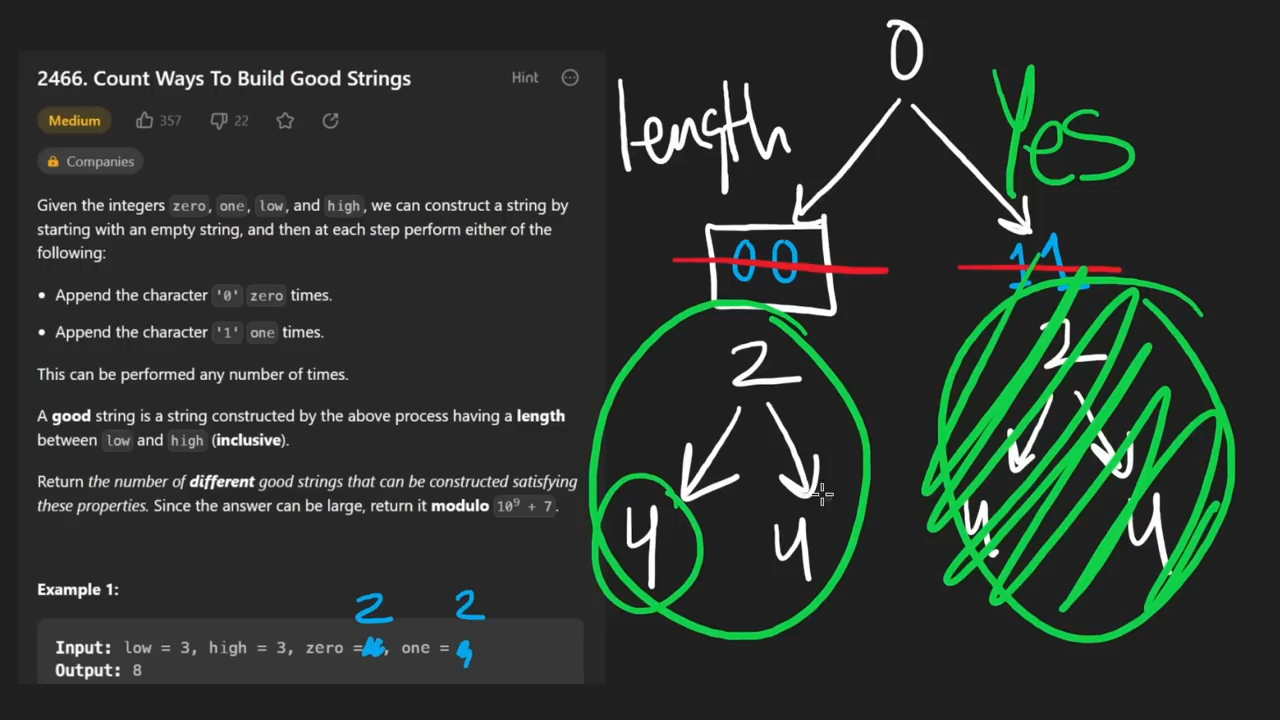 2466. Count Ways To Build Good Strings
Hint
Medium
357
22
Companies
Given the integers zero, one, low, and high, we can construct a string by
starting with an empty string, and then at each step perform either of the
following:
• Append the character '0' zero times.
• Append the character '1' one times.
This can be performed any number of times.
A good string is a string constructed by the above process having a length
between low and high (inclusive).
Return the number of different good strings that can be constructed satisfying
these properties. Since the answer can be large, return it modulo 10⁹ + 7.
Example 1:
2 2
Input: low = 3, high = 3, zero = , one =
Output: 8
0
length
Yes
00
11
2
2
4 4
4 4